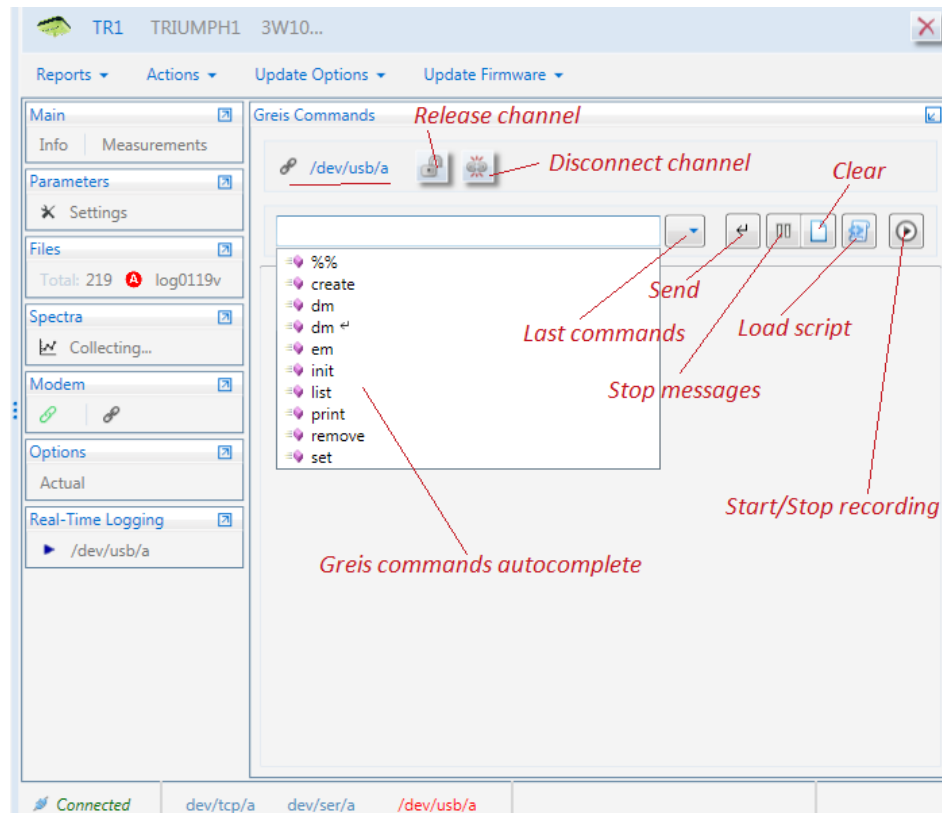 TR1 TRIUMPH1 3W10...
Reports Actions Update Options Update Firmware
Main
Info Measurements
Parameters
Settings
Files
Total: 219 A log0119v
Spectra
Collecting...
Modem
Options
Actual
Real-Time Logging
/dev/usb/a
Greis Commands
Release channel
/dev/usb/a
Disconnect channel
Clear
%%
create
dm
dm ↵
em
init
list
print
remove
set
Send
Last commands
Load script
Stop messages
Start/Stop recording
Greis commands autocomplete
Connected dev/tcp/a dev/ser/a /dev/usb/a